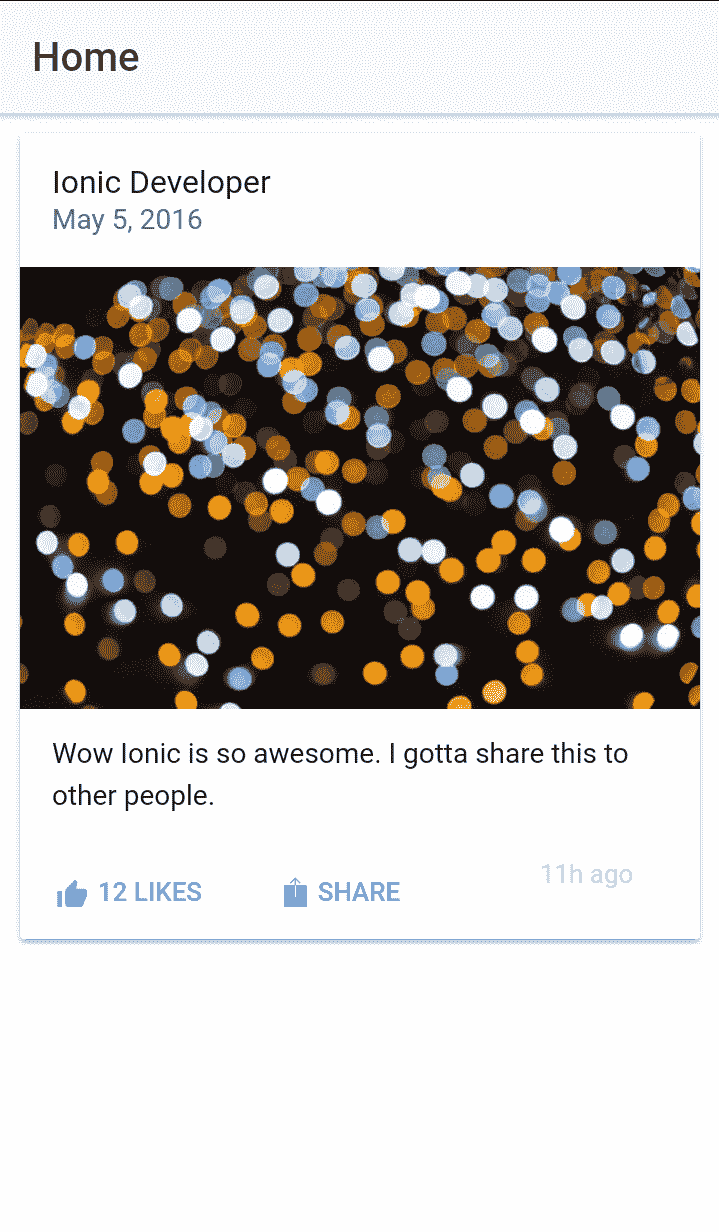 Home
Ionic Developer
May 5, 2016
Wow Ionic is so awesome. I gotta share this to
other people.
12 LIKES
SHARE
11h ago